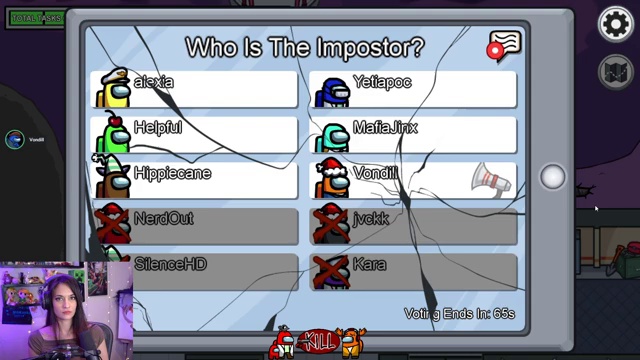 TOTAL TASKS
Who Is The Impostor?
alexia
Yetiapoc
Helpful
MafiaJinx
Hippiecane
Vondill
NerdOut
jvckk
SilenceHD
Kara
Voting Ends In: 65s
Vondill
KILL